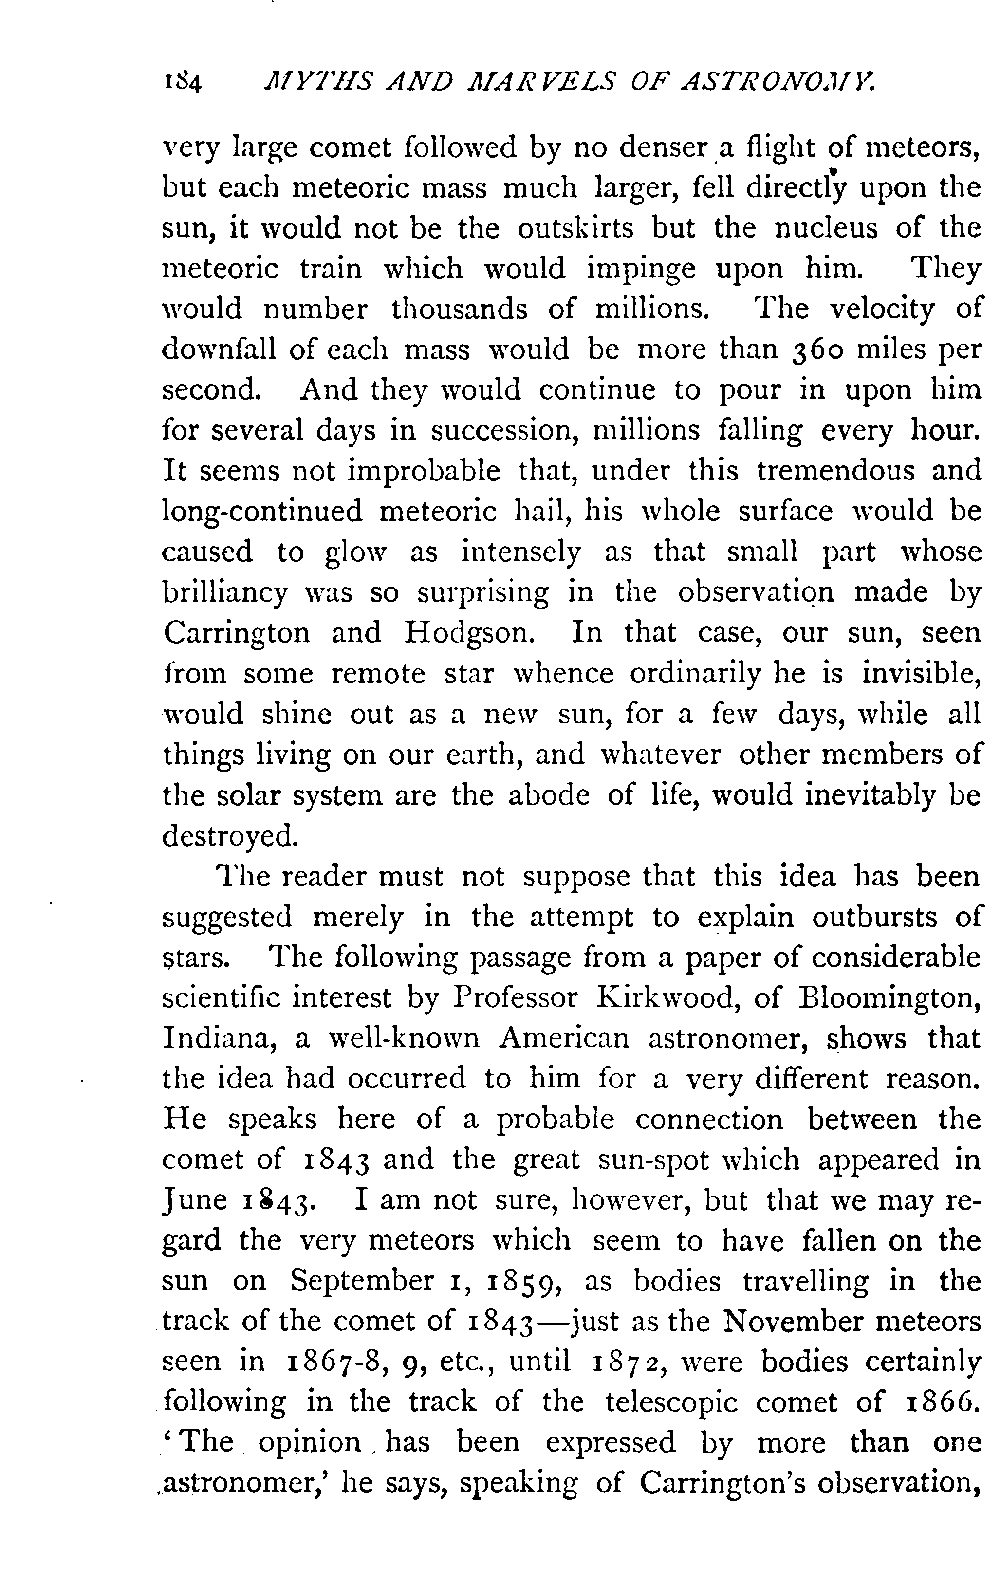 184 MYTHS AND MARVELS OF ASTRONOMY.
very large comet followed by no denser a flight of meteors,
but each meteoric mass much larger, fell directly upon the
sun, it would not be the outskirts but the nucleus of the
meteoric train which would impinge upon him. They
would number thousands of millions. The velocity of
downfall of each mass would be more than 360 miles per
second. And they would continue to pour in upon him
for several days in succession, millions falling every hour.
It seems not improbable that, under this tremendous and
long-continued meteoric hail, his whole surface would be
caused to glow as intensely as that small part whose
brilliancy was so surprising in the observation made by
Carrington and Hodgson. In that case, our sun, seen
from some remote star whence ordinarily he is invisible,
would shine out as a new sun, for a few days, while all
things living on our earth, and whatever other members of
the solar system are the abode of life, would inevitably be
destroyed.
The reader must not suppose that this idea has been
suggested merely in the attempt to explain outbursts of
stars. The following passage from a paper of considerable
scientific interest by Professor Kirkwood, of Bloomington,
Indiana, a well-known American astronomer, shows that
the idea had occurred to him for a very different reason.
He speaks here of a probable connection between the
comet of 1843 and the great sun-spot which appeared in
June 1843. I am not sure, however, but that we may re-
gard the very meteors which seem to have fallen on the
sun on September 1, 1859, as bodies travelling in the
track of the comet of 1843—just as the November meteors
seen in 1867-8, 9, etc., until 1872, were bodies certainly
following in the track of the telescopic comet of 1866.
‘The opinion has been expressed by more than one
astronomer,’ he says, speaking of Carrington’s observation,